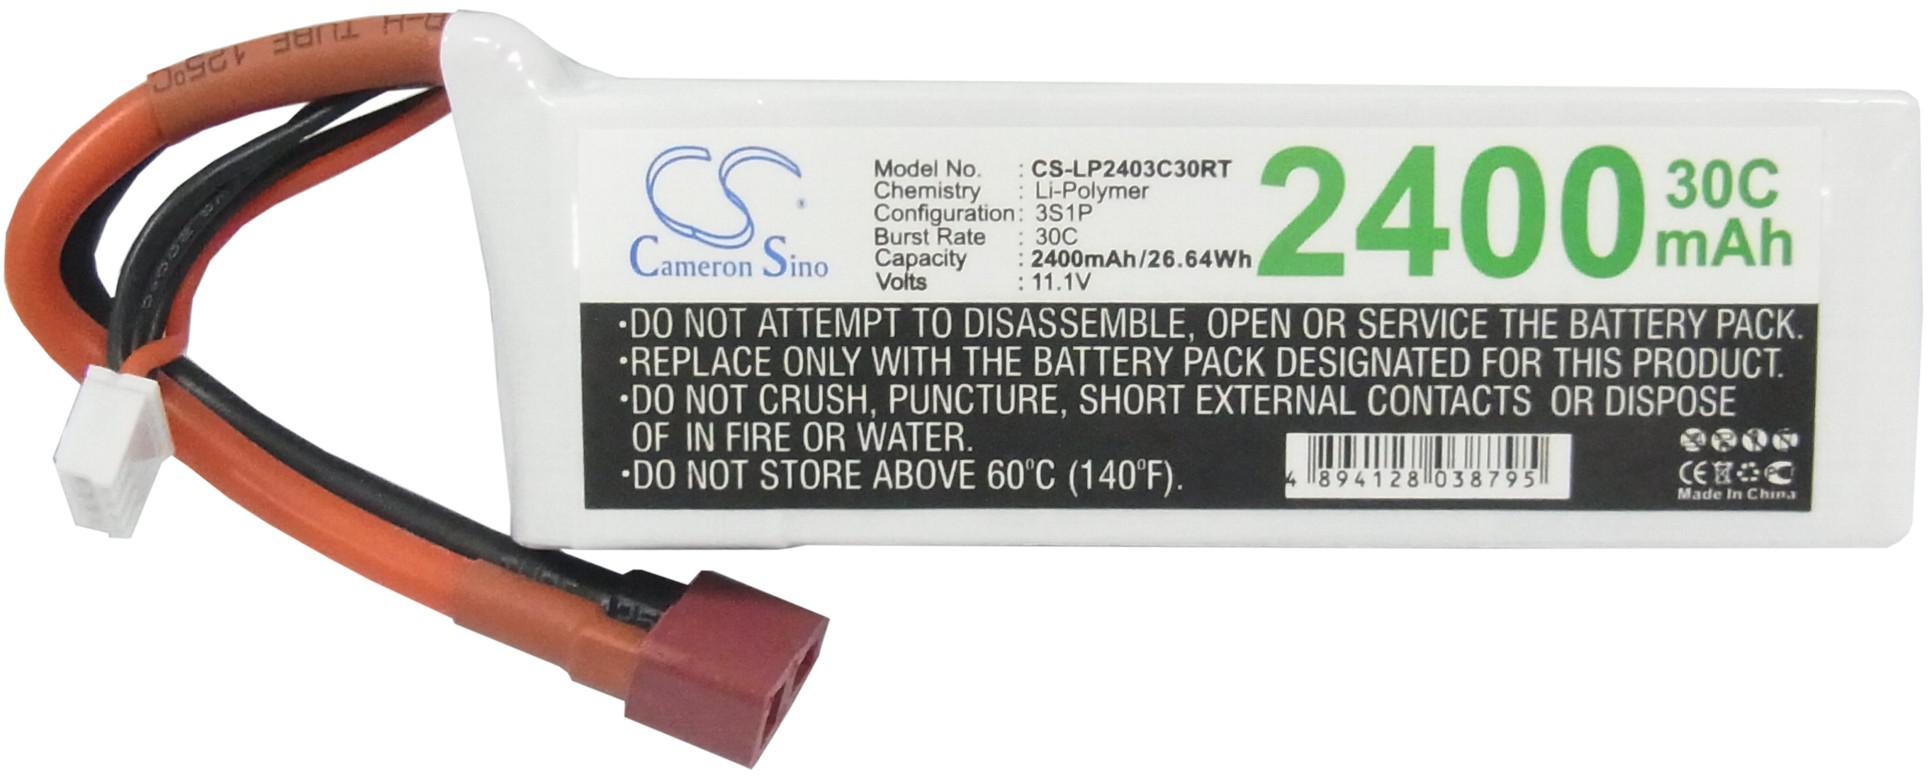 R-H TUBE 125°C
CS
Cameron Sino
Model No. : CS-LP2403C30RT
Chemistry : Li-Polymer
Configuration: 3S1P
Burst Rate : 30C
Capacity : 2400mAh/26.64Wh
Volts : 11.1V
2400
30C
mAh
·DO NOT ATTEMPT TO DISASSEMBLE, OPEN OR SERVICE THE BATTERY PACK.
·REPLACE ONLY WITH THE BATTERY PACK DESIGNATED FOR THIS PRODUCT.
·DO NOT CRUSH, PUNCTURE, SHORT EXTERNAL CONTACTS OR DISPOSE
OF IN FIRE OR WATER.
·DO NOT STORE ABOVE 60°C (140°F).
4 894128 038795
CE
Made In China